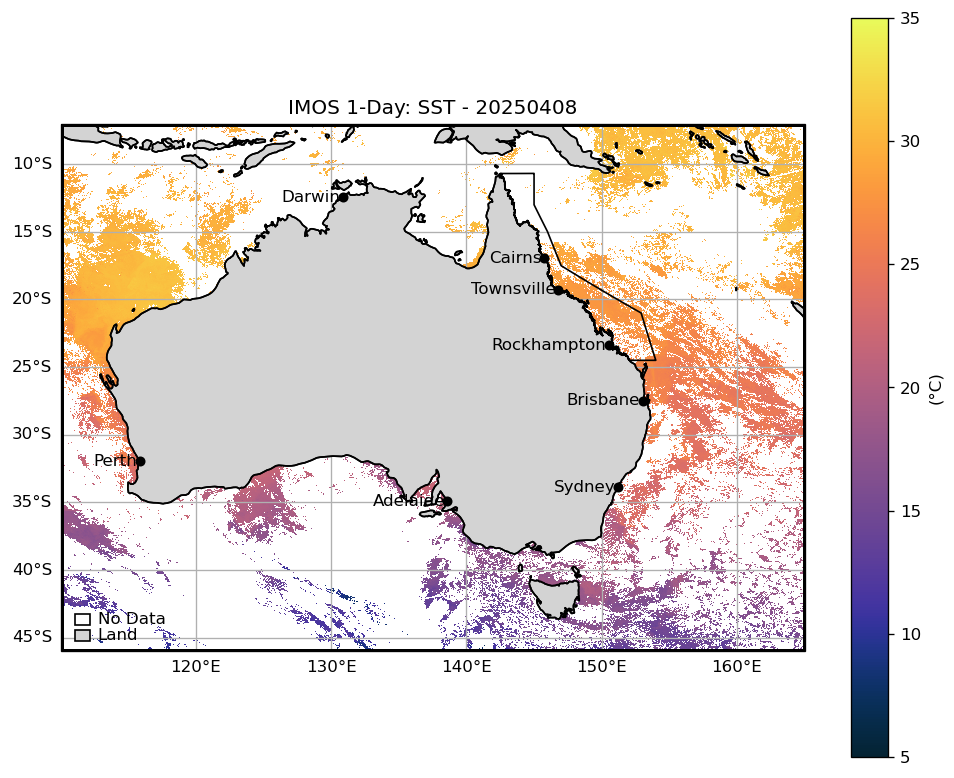 IMOS 1-Day: SST - 20250408
10°S
15°S
20°S
25°S
30°S
35°S
40°S
45°S
Darwin
Cairns
Townsville
Rockhampton
Brisbane
Perth
Sydney
Adelaide
No Data
Land
120°E
130°E
140°E
150°E
160°E
35
30
25
20
15
10
5
(°C)